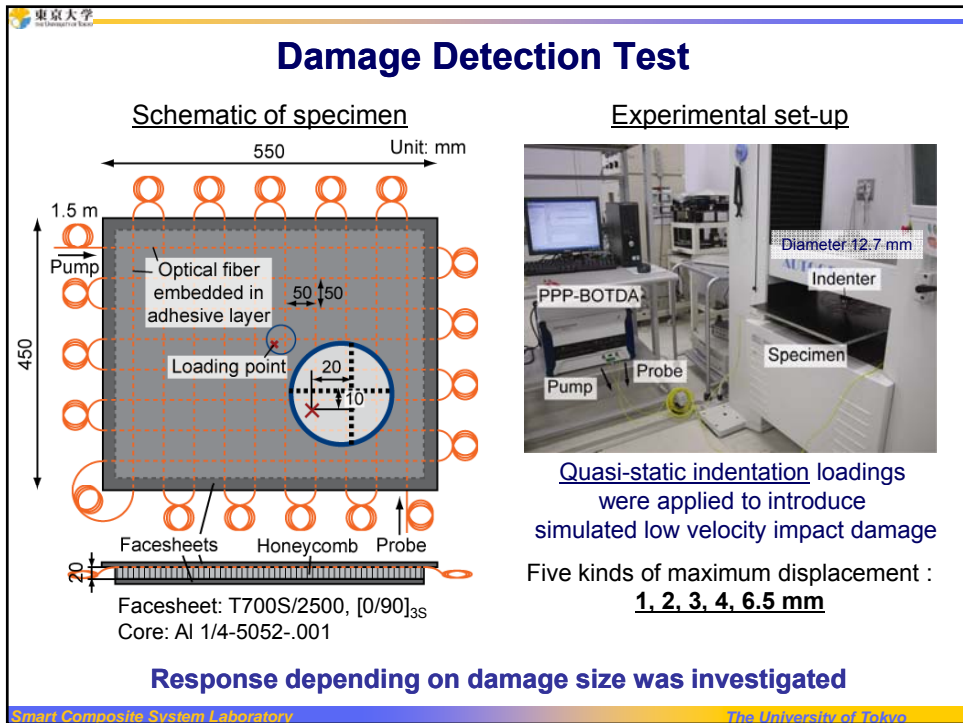 東京大学
The University of Tokyo
Damage Detection Test
Schematic of specimen
Unit: mm
550
1.5 m
Pump
450
Optical fiber
embedded in
adhesive layer
50
50
Loading point
20
10
Facesheets
Honeycomb
Probe
20
Facesheet: T700S/2500, [0/90]3S
Core: Al 1/4-5052-.001
Experimental set-up
Diameter 12.7 mm
Indenter
PPP-BOTDA
Specimen
Pump
Probe
Quasi-static indentation loadings
were applied to introduce
simulated low velocity impact damage
Five kinds of maximum displacement :
1, 2, 3, 4, 6.5 mm
Response depending on damage size was investigated
Smart Composite System Laboratory
The University of Tokyo